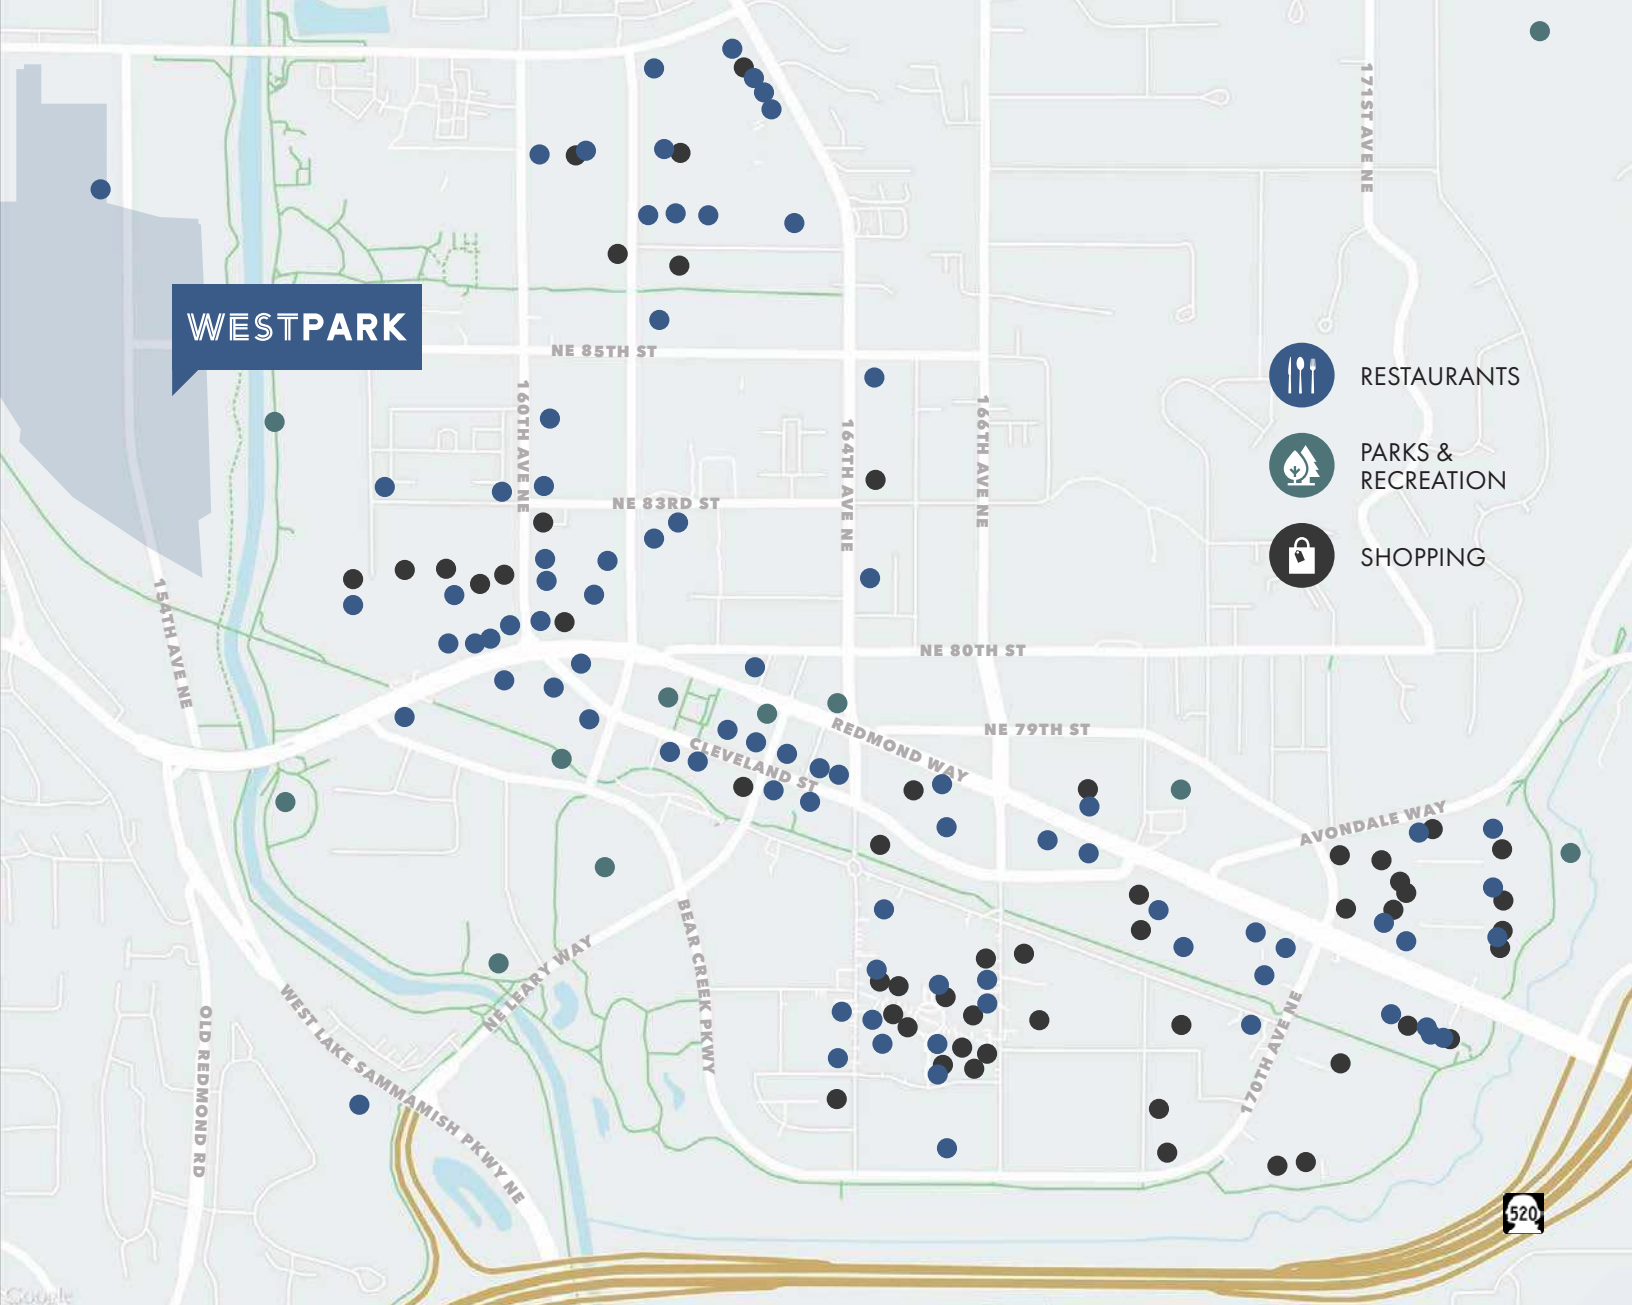 171ST AVE NE
WESTPARK
NE 85TH ST
RESTAURANTS
160TH AVE NE
164TH AVE NE
166TH AVE NE
PARKS &
RECREATION
NE 83RD ST
SHOPPING
154TH AVE NE
NE 80TH ST
REDMOND WAY
NE 79TH ST
CLEVELAND ST
AVONDALE WAY
BEAR CREEK PKWY
NE LEARY WAY
WEST LAKE SAMMAMISH PKWY NE
OLD REDMOND RD
170TH AVE NE
520
Google